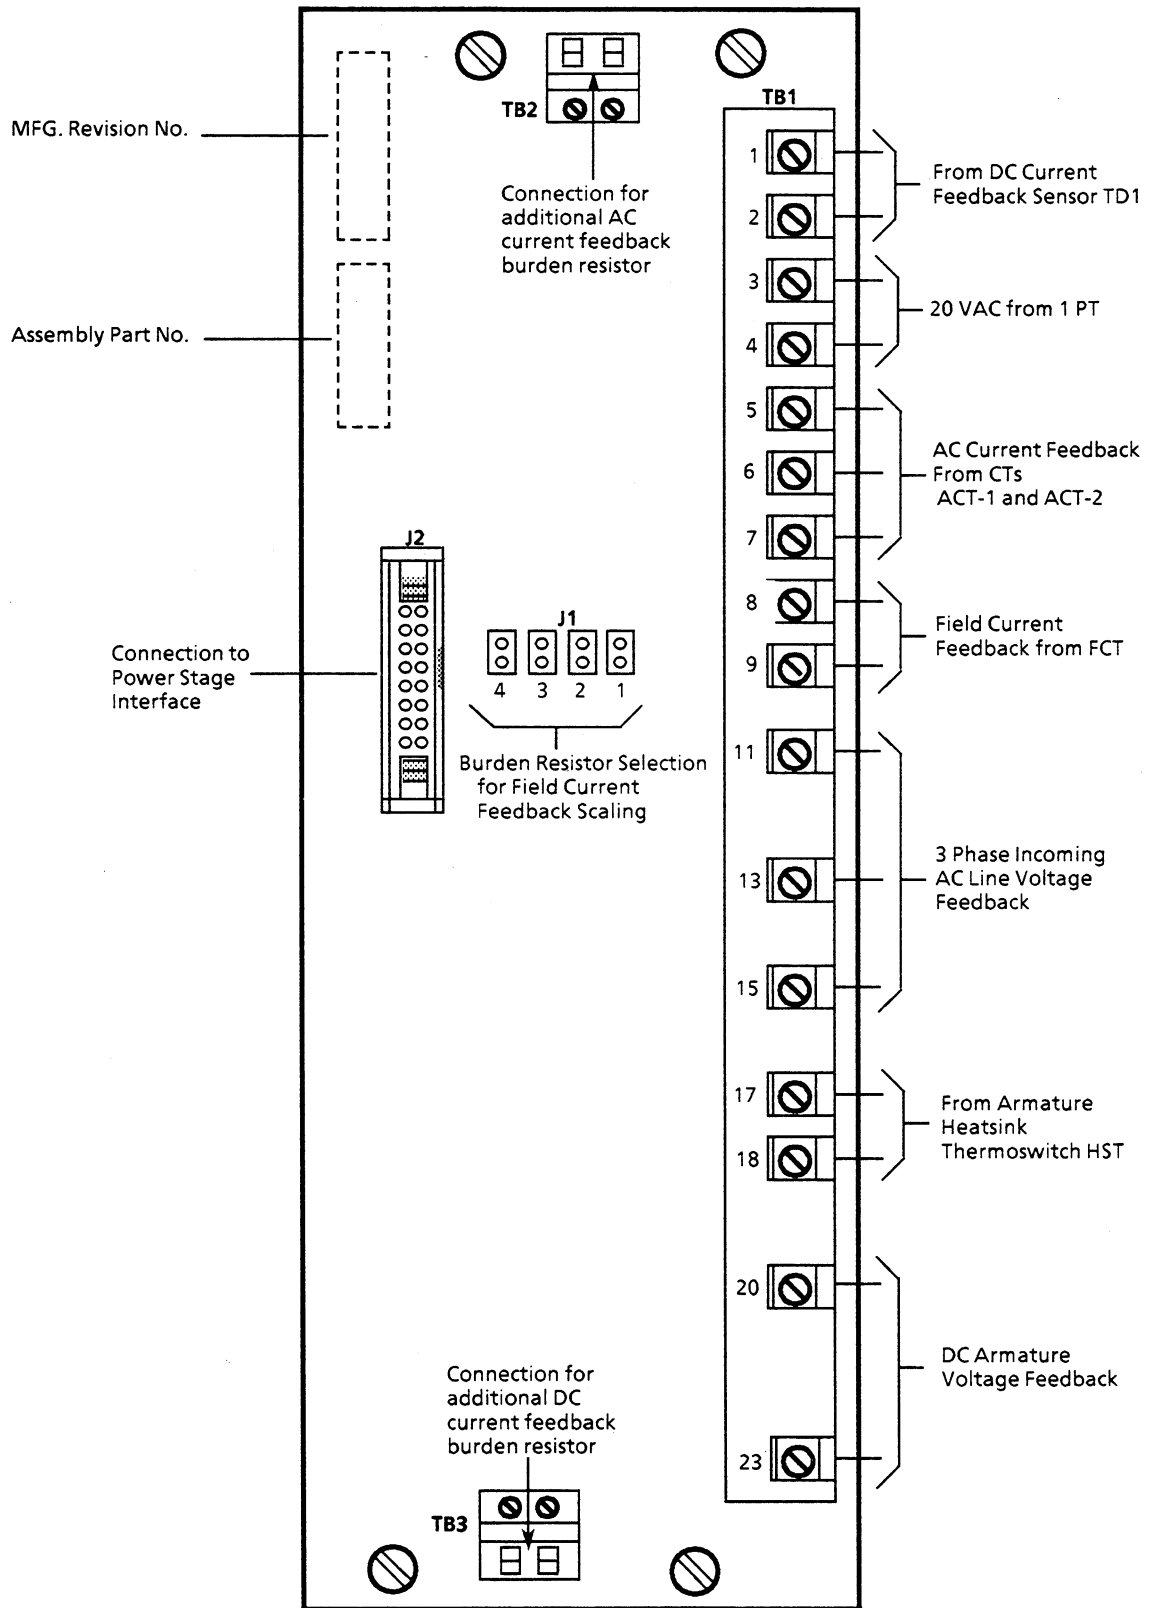 TB2
TB1
MFG. Revision No.
Assembly Part No.
Connection for
additional AC
current feedback
burden resistor
1
2
From DC Current
Feedback Sensor TD1
3
4
20 VAC from 1 PT
5
6
7
AC Current Feedback
From CTs
ACT-1 and ACT-2
J2
J1
4 3 2 1
Connection to
Power Stage
Interface
Burden Resistor Selection
for Field Current
Feedback Scaling
8
9
Field Current
Feedback from FCT
11
13
15
3 Phase Incoming
AC Line Voltage
Feedback
17
18
From Armature
Heatsink
Thermoswitch HST
20
23
DC Armature
Voltage Feedback
Connection for
additional DC
current feedback
burden resistor
TB3